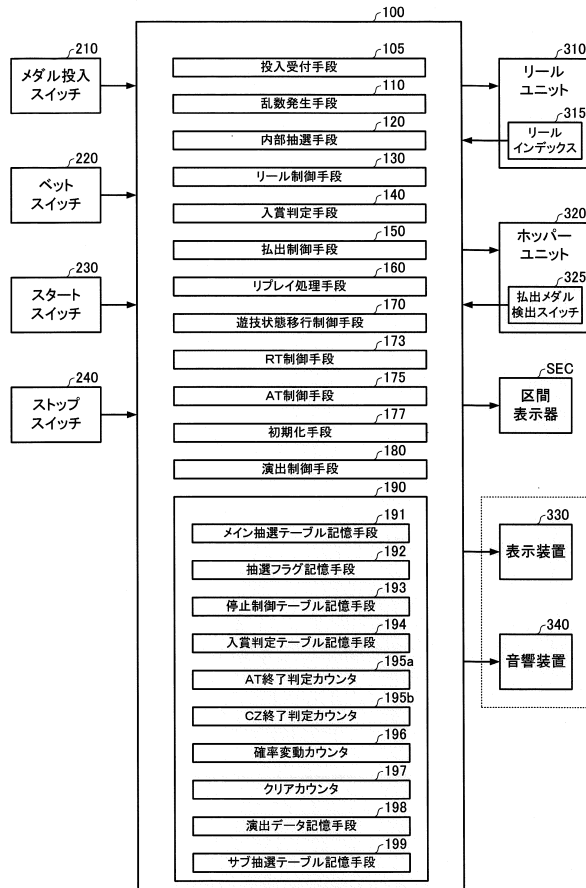 100
210
メダル投入
スイッチ
220
ベット
スイッチ
230
スタート
スイッチ
240
ストップ
スイッチ
105
投入受付手段
110
乱数発生手段
120
内部抽選手段
130
リール制御手段
140
入賞判定手段
150
払出制御手段
160
リプレイ処理手段
170
遊技状態移行制御手段
173
RT制御手段
175
AT制御手段
177
初期化手段
180
演出制御手段
190
191
メイン抽選テーブル記憶手段
192
抽選フラグ記憶手段
193
停止制御テーブル記憶手段
194
入賞判定テーブル記憶手段
195a
AT終了判定カウンタ
195b
CZ終了判定カウンタ
196
確率変動カウンタ
197
クリアカウンタ
198
演出データ記憶手段
199
サブ抽選テーブル記憶手段
310
リール
ユニット
315
リール
インデックス
320
ホッパー
ユニット
325
払出メダル
検出スイッチ
SEC
区間
表示器
330
表示装置
340
音響装置